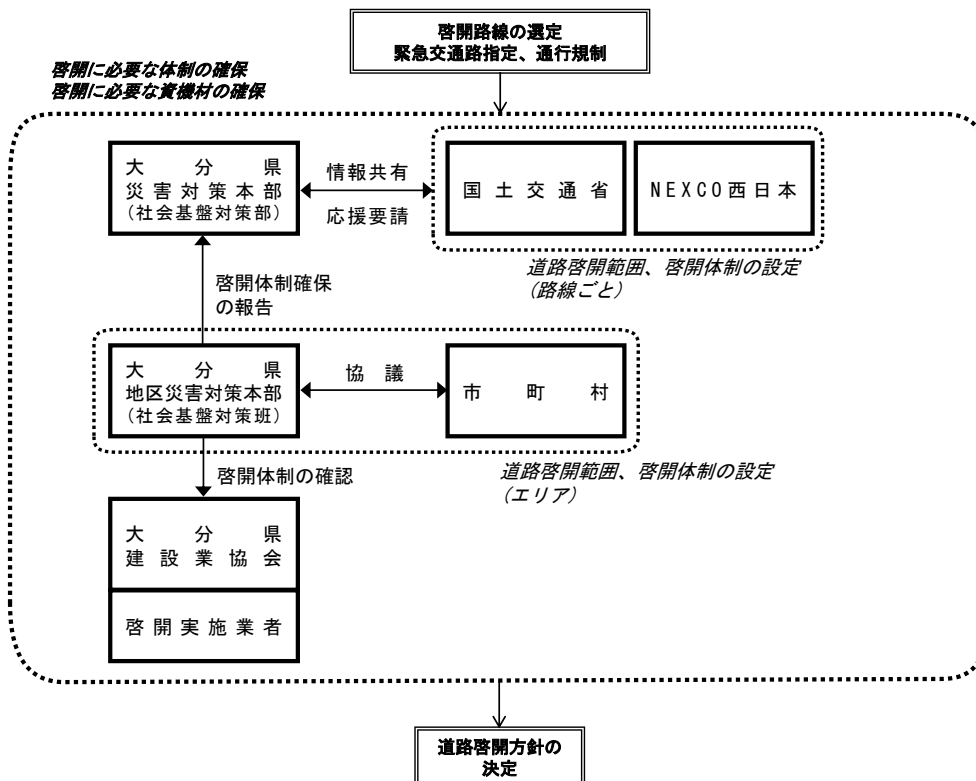 啓開路線の選定
緊急交通路指定、通行規制
啓開に必要な体制の確保
啓開に必要な資機材の確保
大分県
災害対策本部
(社会基盤対策部)
情報共有
応援要請
国土交通省
NEXCO西日本
道路啓開範囲、啓開体制の設定
(路線ごと)
啓開体制確保
の報告
大分県
地区災害対策本部
(社会基盤対策班)
協議
市町村
道路啓開範囲、啓開体制の設定
(エリア)
啓開体制の確認
大分県
建設業協会
啓開実施業者
道路啓開方針の
決定